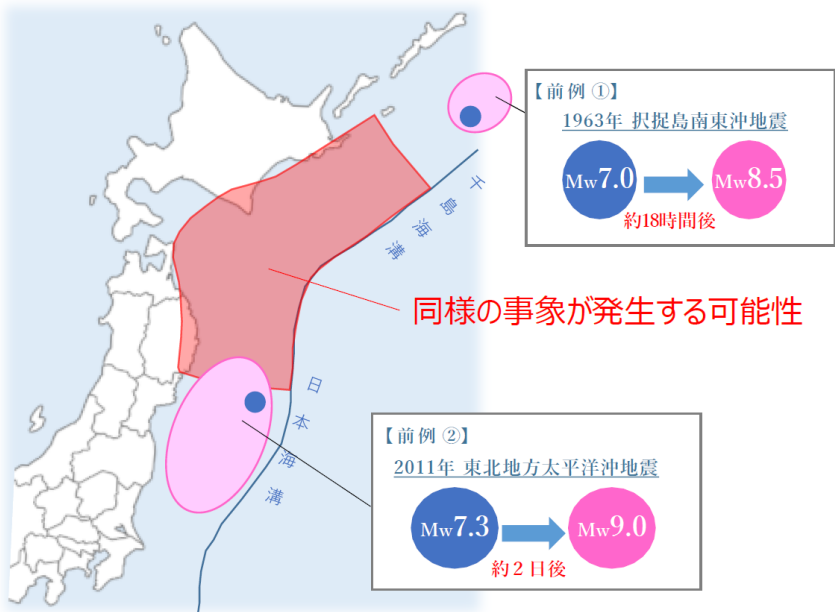 【前例①】
1963年 択捉島南東沖地震
Mw7.0
Mw8.5
約18時間後
千島海溝
同様の事象が発生する可能性
日本海溝
【前例②】
2011年 東北地方太平洋沖地震
Mw7.3
Mw9.0
約２日後